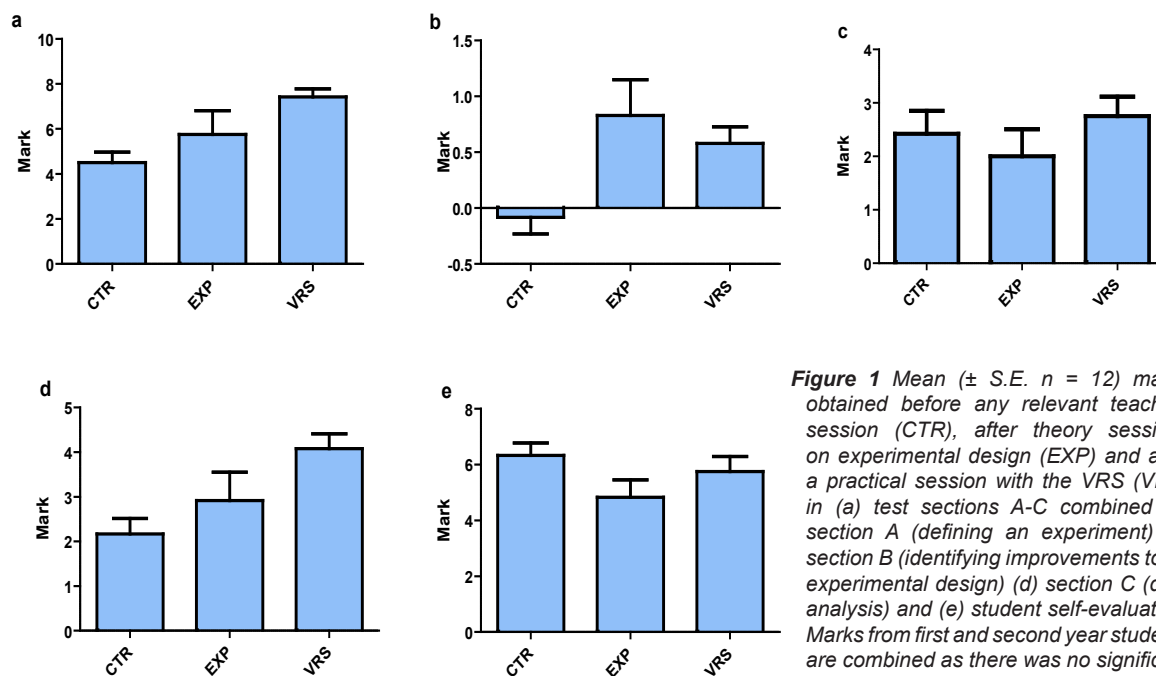 a
10
8
6
4
2
0
Mark
CTR
EXP
VRS
b
1.5
1.0
0.5
0.0
-0.5
Mark
CTR
EXP
VRS
c
4
3
2
1
0
Mark
CTR
EXP
VRS
d
5
4
3
2
1
0
Mark
CTR
EXP
VRS
e
8
6
4
2
0
Mark
CTR
EXP
VRS
Figure 1 Mean (± S.E. n = 12) ma
obtained before any relevant teach
session (CTR), after theory sessi
on experimental design (EXP) and a
a practical session with the VRS (V
in (a) test sections A-C combined
section A (defining an experiment)
section B (identifying improvements to
experimental design) (d) section C (
analysis) and (e) student self-evaluat
Marks from first and second year stude
are combined as there was no signific